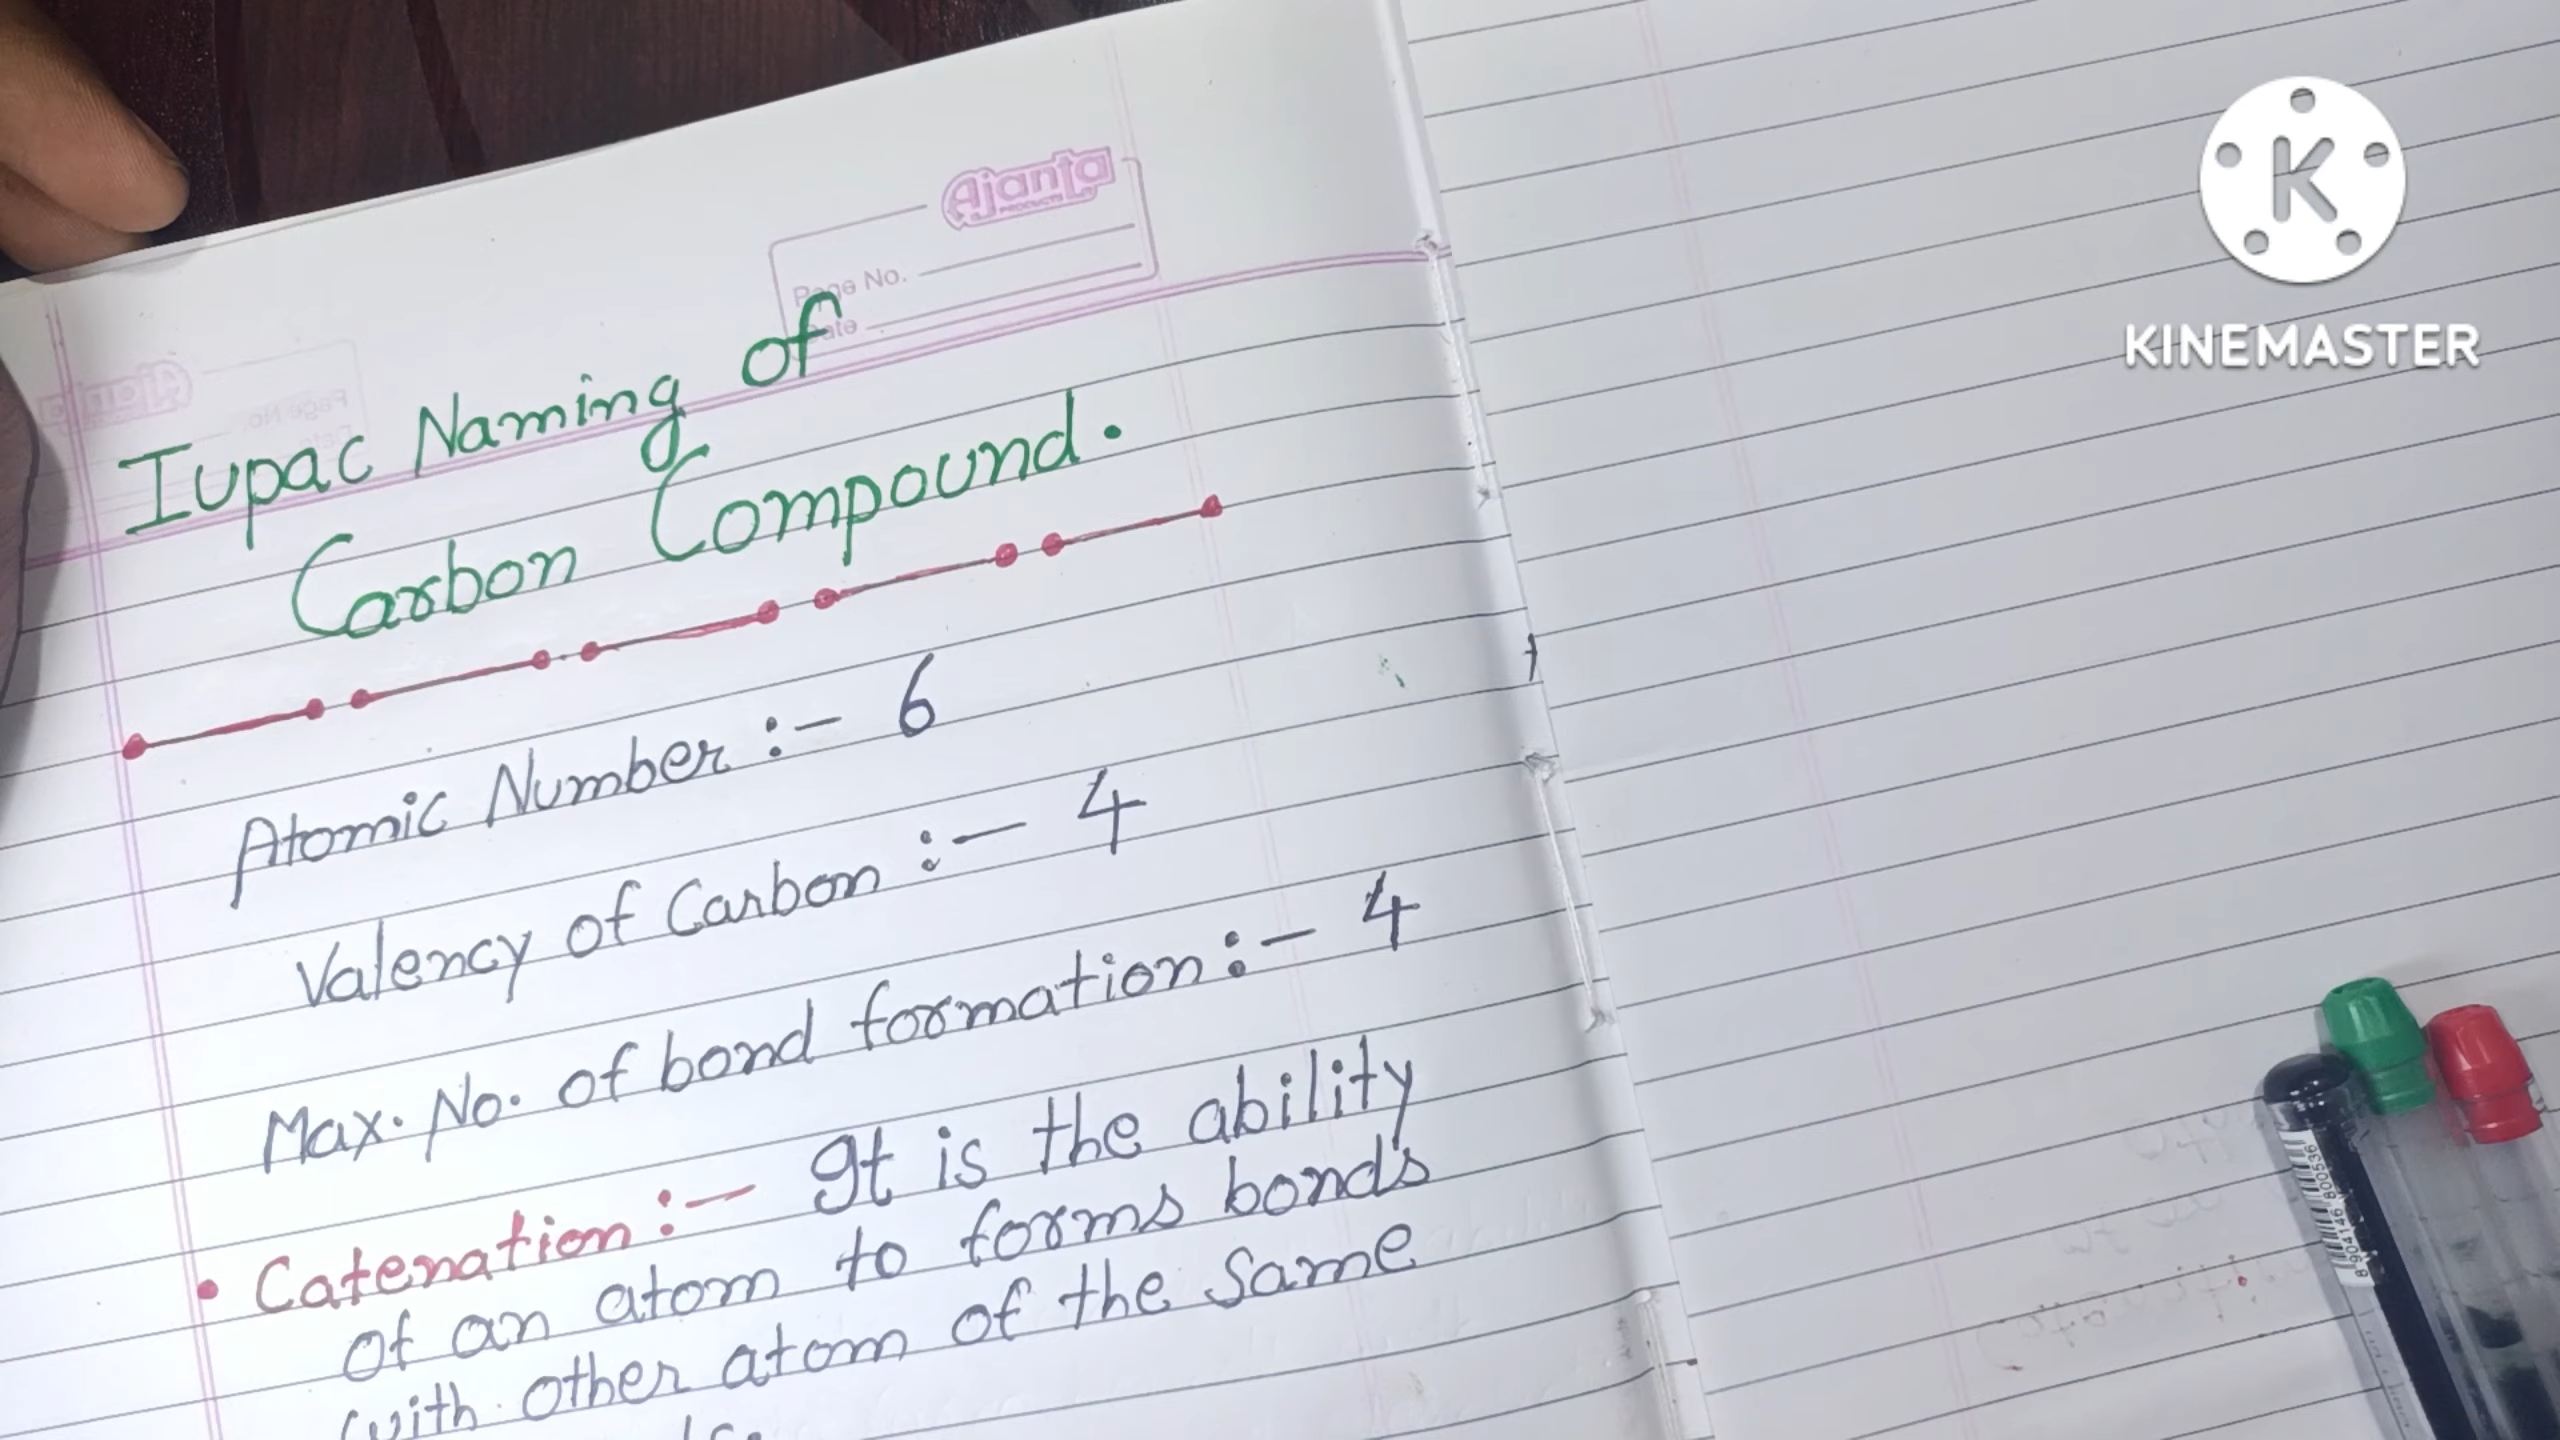 Ajanta
PRODUCTS
Page No.
Date
KINEMASTER
Iupac Naming of
Carbon Compound.
Atomic Number :- 6
Valency of Carbon :- 4
Max. No. of bond formation :- 4
• Catenation :- It is the ability
of an atom to forms bonds
with other atom of the Same
8904146800536